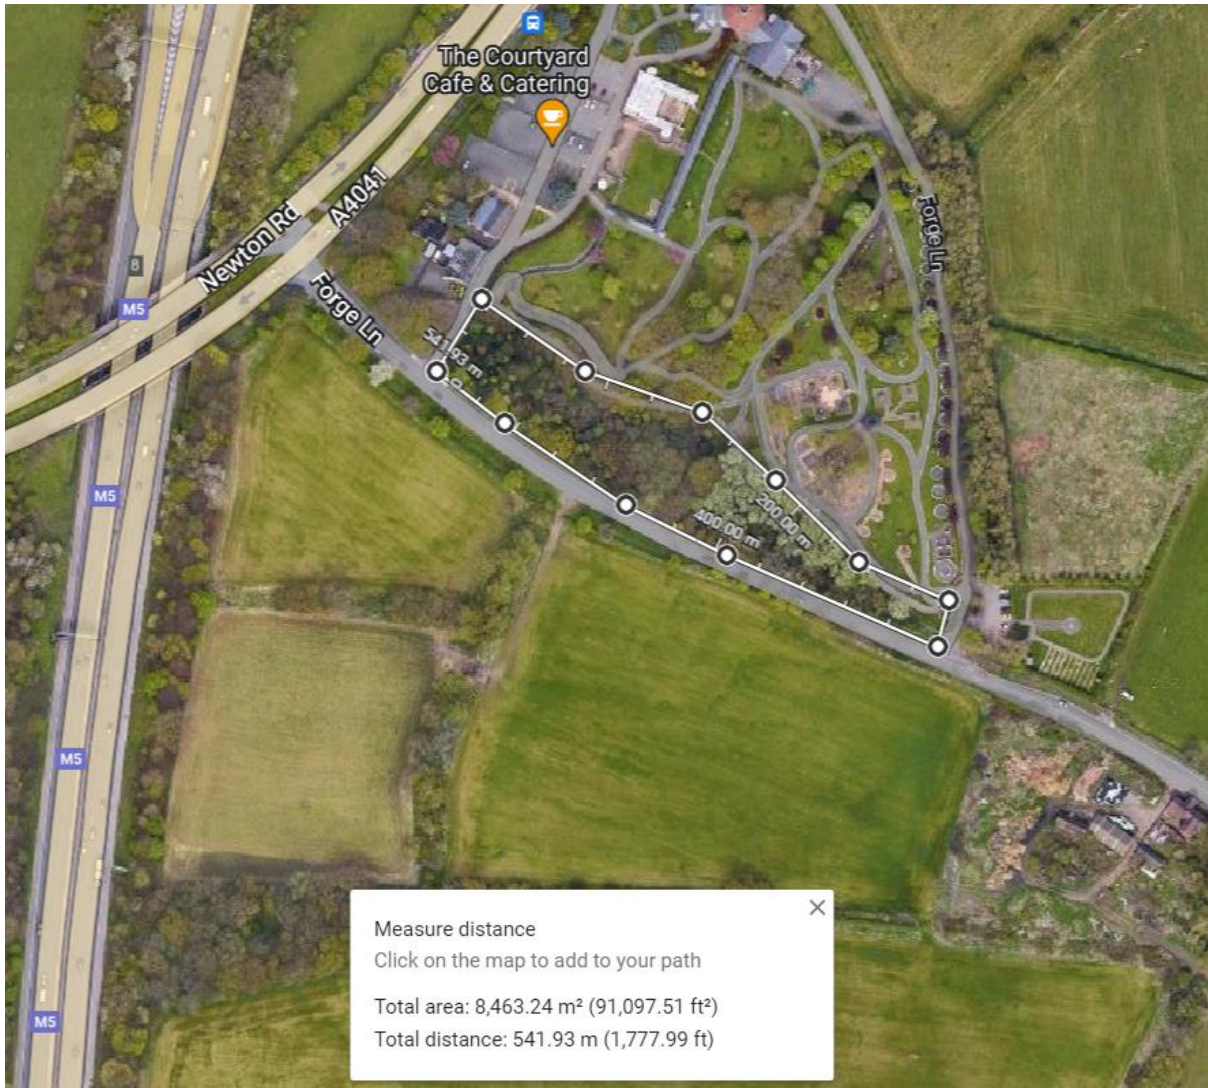 The Courtyard
Cafe & Catering
A4041
Newton Rd
8
M5
Forge Ln
Forge Ln
541.93 m
M5
200.00 m
400.00 m
M5
M5
Measure distance
Click on the map to add to your path
Total area: 8,463.24 m² (91,097.51 ft²)
Total distance: 541.93 m (1,777.99 ft)